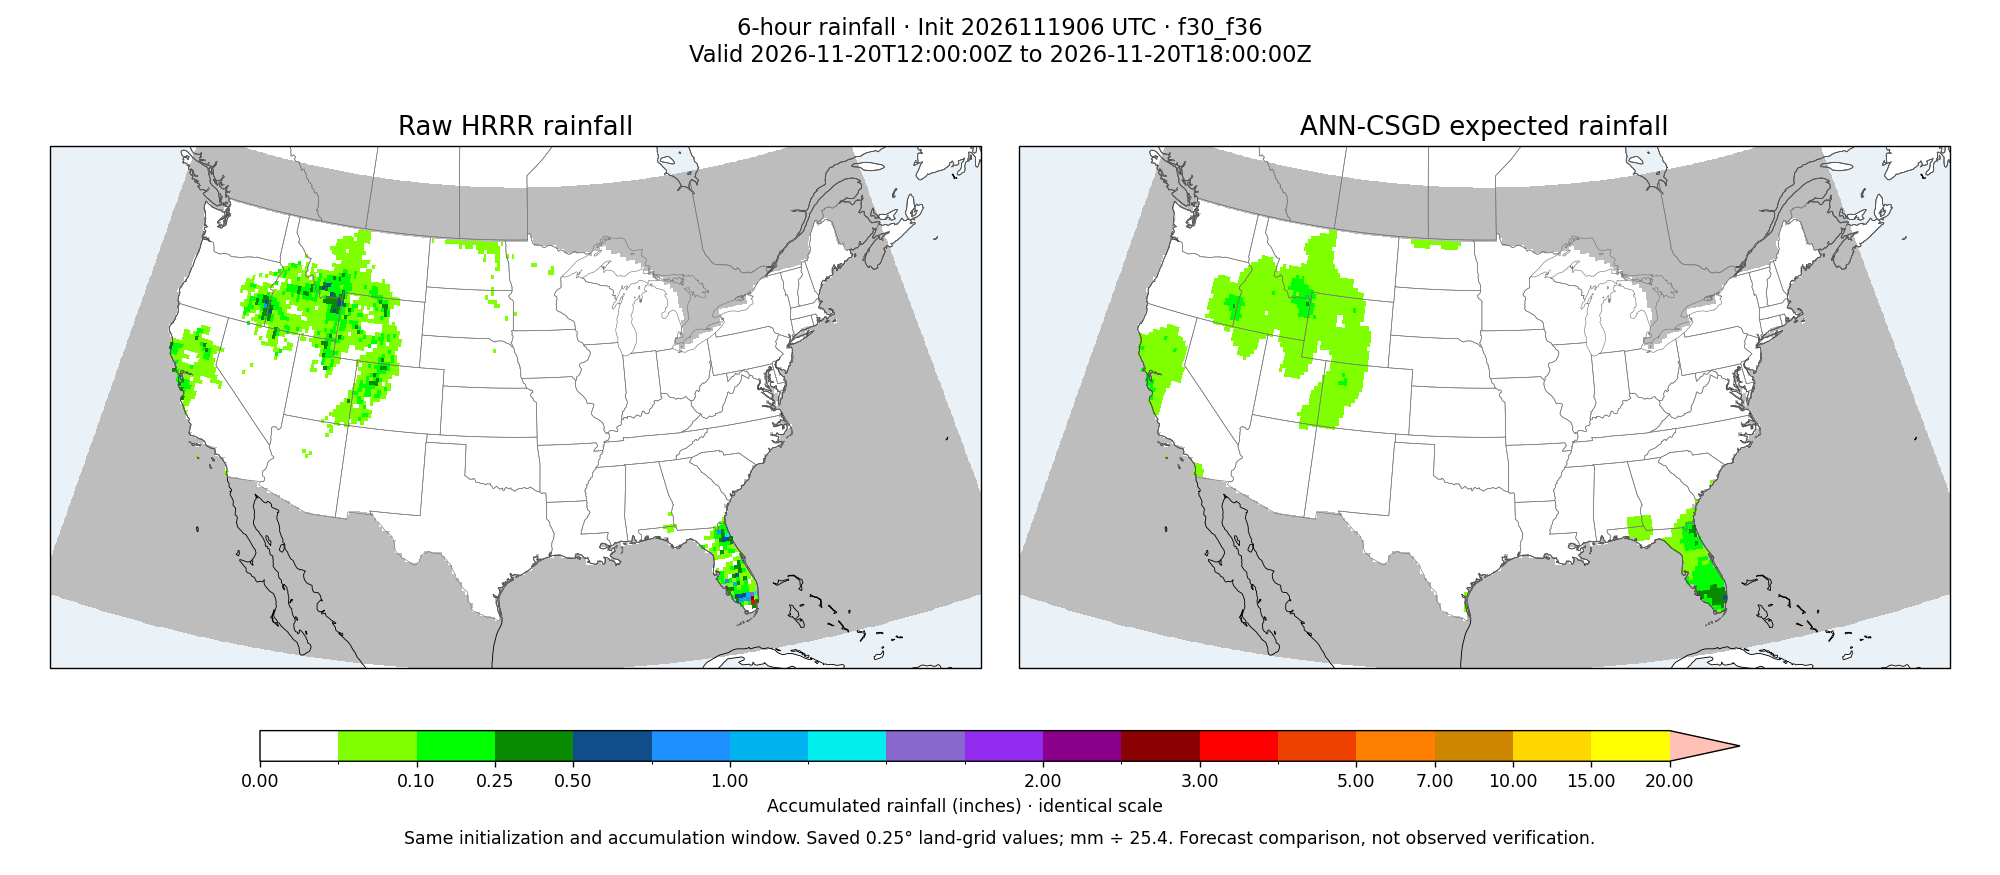 6-hour rainfall · Init 2026111906 UTC · f30_f36
Valid 2026-11-20T12:00:00Z to 2026-11-20T18:00:00Z
Raw HRRR rainfall
ANN-CSGD expected rainfall
0.00 0.10 0.25 0.50 1.00 2.00 3.00 5.00 7.00 10.00 15.00 20.00
Accumulated rainfall (inches) · identical scale
Same initialization and accumulation window. Saved 0.25° land-grid values; mm ÷ 25.4. Forecast comparison, not observed verification.